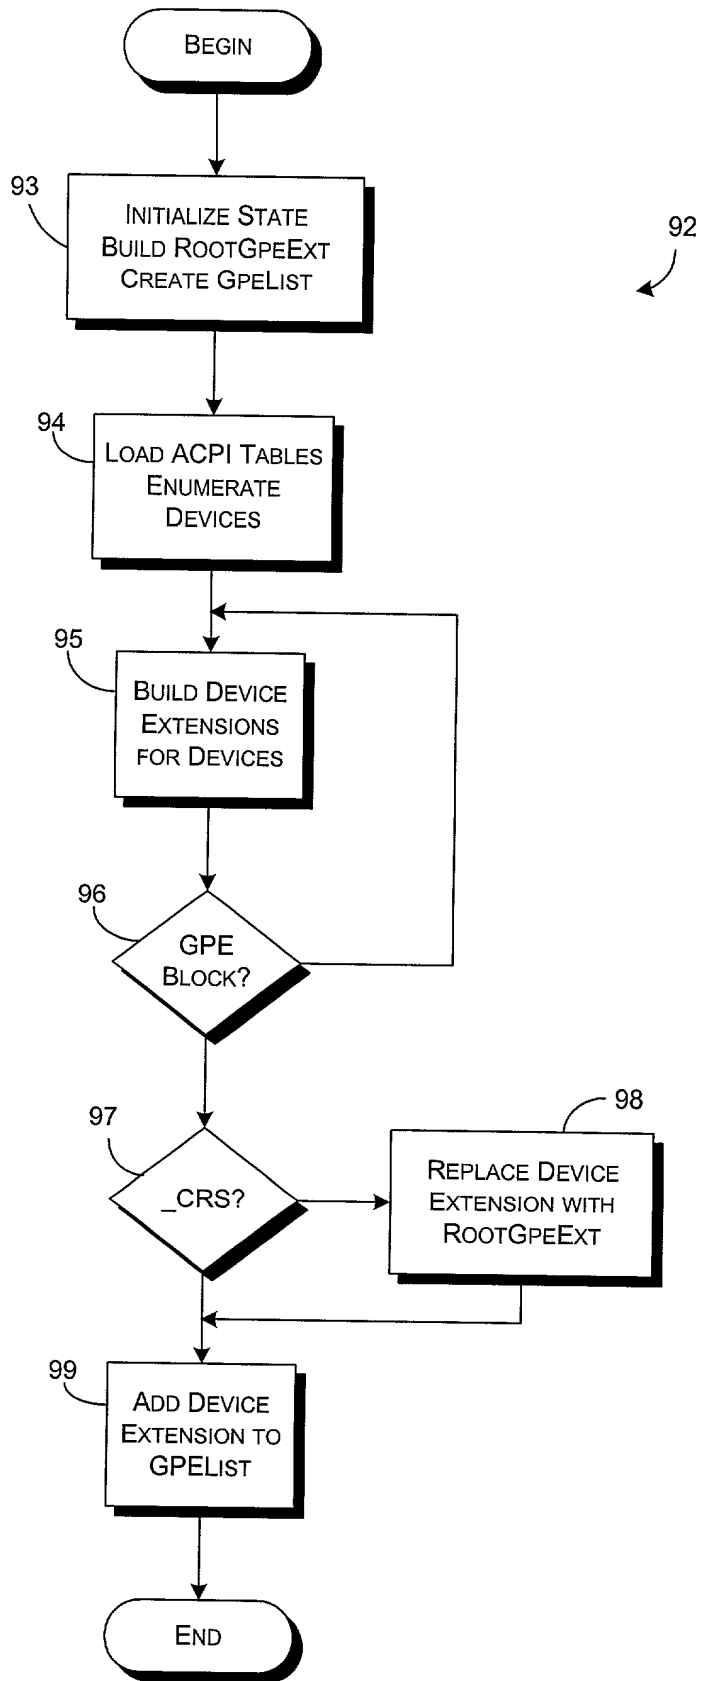 BEGIN
93
INITIALIZE STATE
BUILD ROOTGPEEXT
CREATE GPELIST
92
94
LOAD ACPI TABLES
ENUMERATE
DEVICES
95
BUILD DEVICE
EXTENSIONS
FOR DEVICES
96
GPE
BLOCK?
97
_CRS?
98
REPLACE DEVICE
EXTENSION WITH
ROOTGPEEXT
99
ADD DEVICE
EXTENSION TO
GPELIST
END